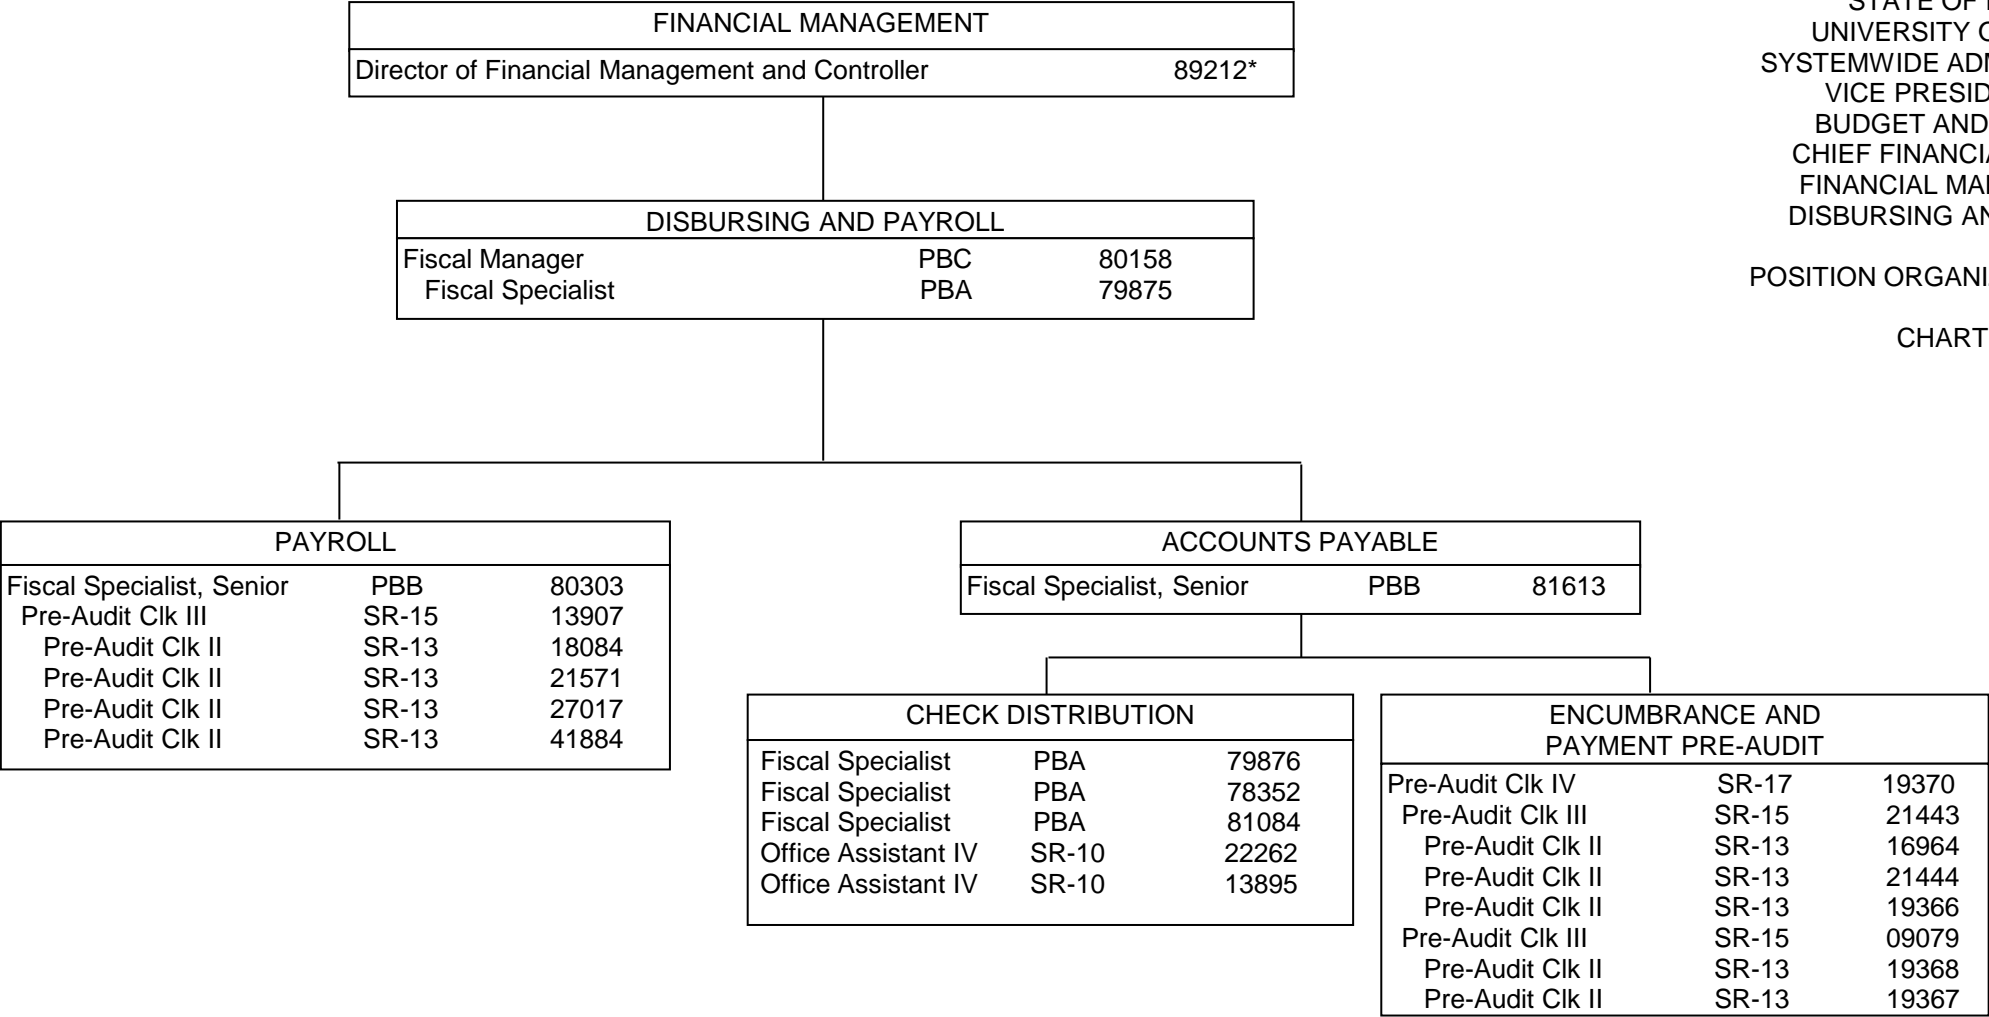 FINANCIAL MANAGEMENT
Director of Financial Management and Controller 89212*
STATE OF
UNIVERSITY
SYSTEMWIDE
VICE
BUDGET AND
CHIEF
FINANCIAL
DISBURSING
POSITION
CHART
DISBURSING AND PAYROLL
Fiscal Manager PBC 80158
Fiscal Specialist PBA 79875
PAYROLL
Fiscal Specialist, Senior PBB 80303
Pre-Audit Clk III SR-15 13907
Pre-Audit Clk II SR-13 18084
Pre-Audit Clk II SR-13 21571
Pre-Audit Clk II SR-13 27017
Pre-Audit Clk II SR-13 41884
ACCOUNTS PAYABLE
Fiscal Specialist, Senior PBB 81613
CHECK DISTRIBUTION
Fiscal Specialist PBA 79876
Fiscal Specialist PBA 78352
Fiscal Specialist PBA 81084
Office Assistant IV SR-10 22262
Office Assistant IV SR-10 13895
ENCUMBRANCE AND
PAYMENT PRE-AUDIT
Pre-Audit Clk IV SR-17 19370
Pre-Audit Clk III SR-15 21443
Pre-Audit Clk II SR-13 16964
Pre-Audit Clk II SR-13 21444
Pre-Audit Clk II SR-13 19366
Pre-Audit Clk III SR-15 09079
Pre-Audit Clk II SR-13 19368
Pre-Audit Clk II SR-13 19367